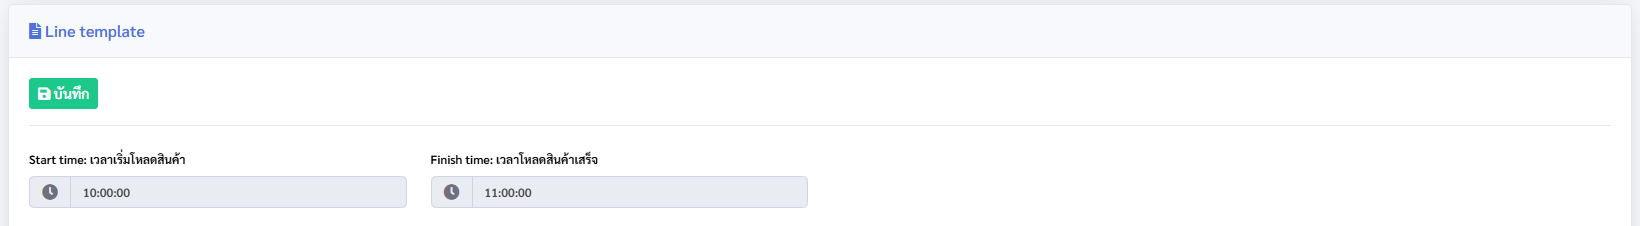 Line template
บันทึก
Start time: เวลาเริ่มโหลดสินค้า
Finish time: เวลาโหลดสินค้าเสร็จ
10:00:00
11:00:00